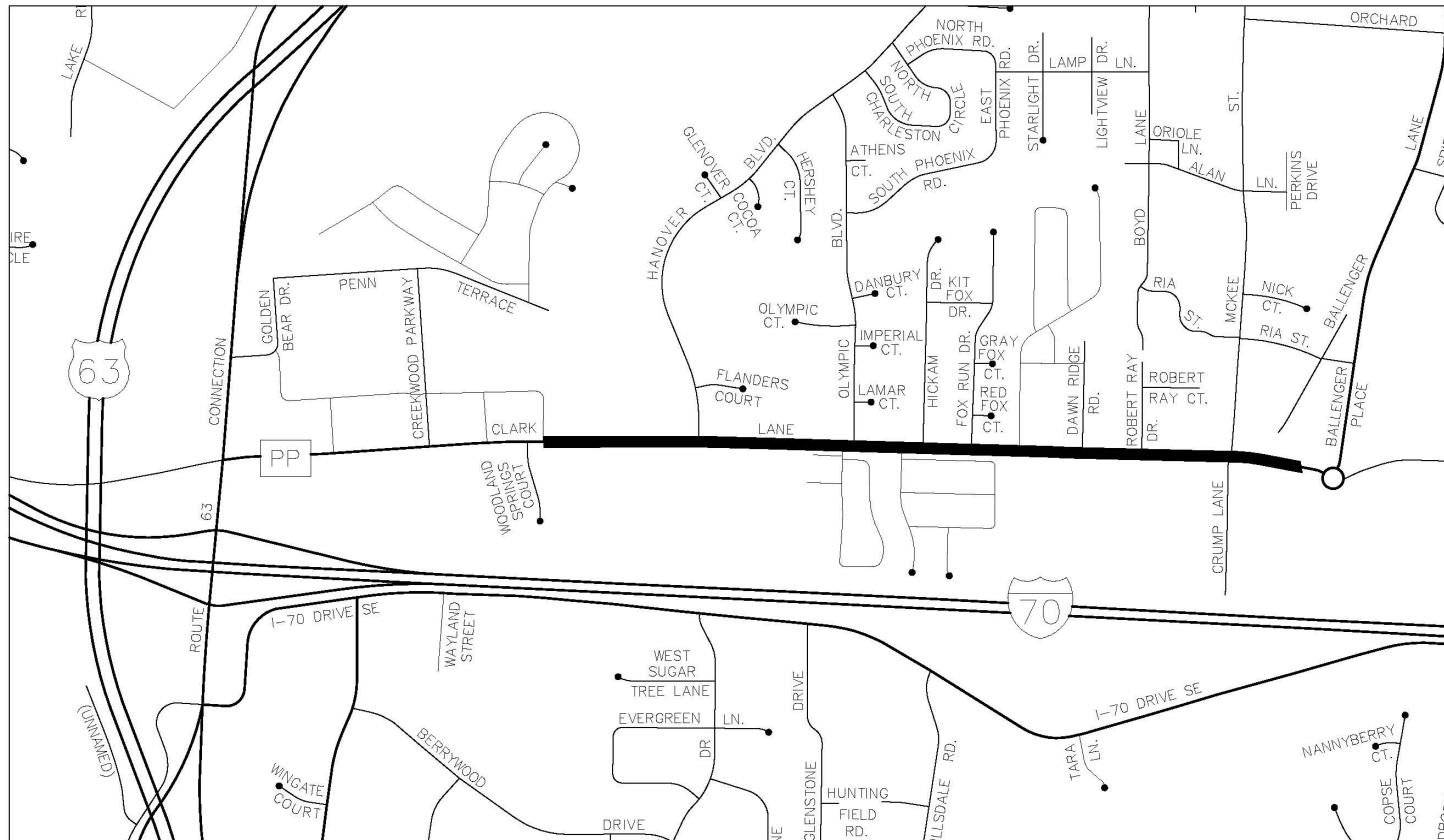 LAKE
NORTH
PHOENIX RD.
NORTH
SOUTH
CHARLESTON
CIRCLE
EAST
PHOENIX RD.
STARLIGHT DR.
LAMP LN.
LIGHTVIEW DR.
ORCHARD
LANE
ST.
LANE
ORIOLE
LN.
ALAN
LN.
PERKINS
DRIVE
ATHENS
CT.
SOUTH PHOENIX
RD.
GLENOVER
CT.
BLVD.
COCOA
CT.
HERSHEY
CT.
HANOVER
BLVD.
BOYD
IRE
CLE
PENN
TERRACE
GOLDEN
BEAR DR.
CREEKWOOD PARKWAY
CONNECTION
63
OLYMPIC
CT.
DANBURY
CT.
IMPERIAL
CT.
LAMAR
CT.
OLYMPIC
HICKAM
DR.
KIT
FOX
DR.
FOX RUN DR.
GRAY
FOX
CT.
RED
FOX
CT.
DAWN RIDGE
RD.
ROBERT RAY
DR.
ROBERT
RAY CT.
RIA
ST.
MCKEE
NICK
CT.
RIA ST.
BALLENGER
BALLENGER
PLACE
FLANDERS
COURT
CLARK
LANE
PP
WOODLAND
SPRINGS
COURT
CRUMP LANE
63
ROUTE
I-70 DRIVE SE
WAYLAND
STREET
70
WEST
SUGAR
TREE LANE
EVERGREEN LN.
DR
DRIVE
GLENSTONE
HUNTING
FIELD
RD.
LLSDALE RD.
I-70 DRIVE SE
TARA
LN.
NANNYBERRY
CT.
COPSE
COURT
(UNNAMED)
WINGATE
COURT
BERRYWOOD
DRIVE
NE